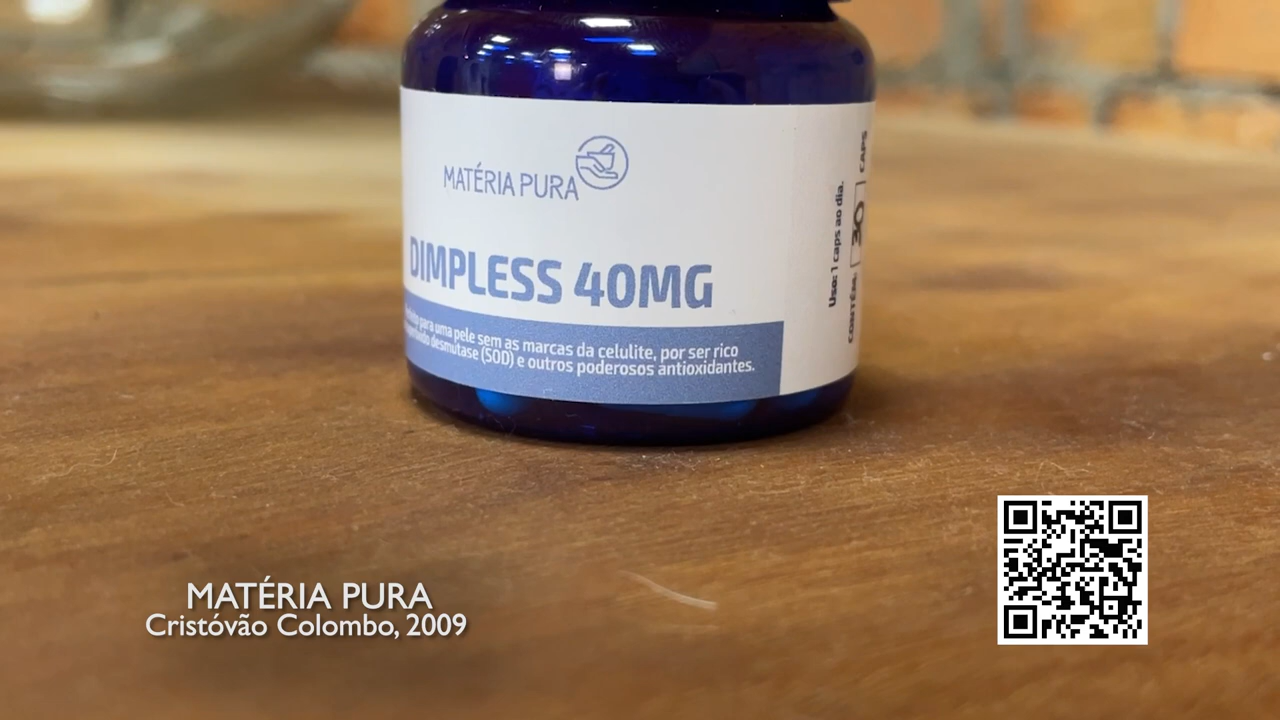 MATÉRIA PURA
DIMPLESS 40MG
para uma pele sem as marcas da celulite, por ser rico
desmutase (SOD) e outros poderosos antioxidantes.
Uso: 1 caps ao dia.
CONTÉM: 30 CAPS
MATÉRIA PURA
Cristóvão Colombo, 2009